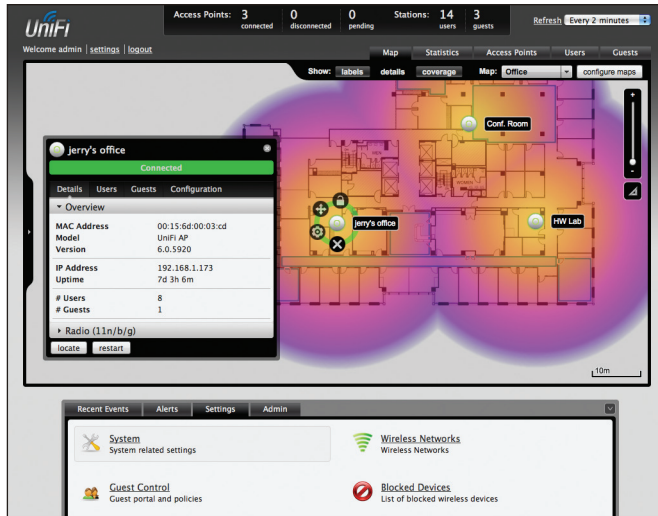 UniFi
Access Points: 3 connected 0 disconnected 0 pending Stations: 14 users 3 guests
Refresh Every 2 minutes
Welcome admin | settings | logout
Map Statistics Access Points Users Guests
Show: labels details coverage Map: Office configure maps
+
-
Conf. Room
jerry's office
HW Lab
10m
jerry's office
Connected
Details Users Guests Configuration
Overview
MAC Address 00:15:6d:00:03:cd
Model UniFi AP
Version 6.0.5920
IP Address 192.168.1.173
Uptime 7d 3h 6m
# Users 8
# Guests 1
Radio (11n/b/g)
locate restart
Recent Events Alerts Settings Admin
System
System related settings
Wireless Networks
Wireless Networks
Guest Control
Guest portal and policies
Blocked Devices
List of blocked wireless devices